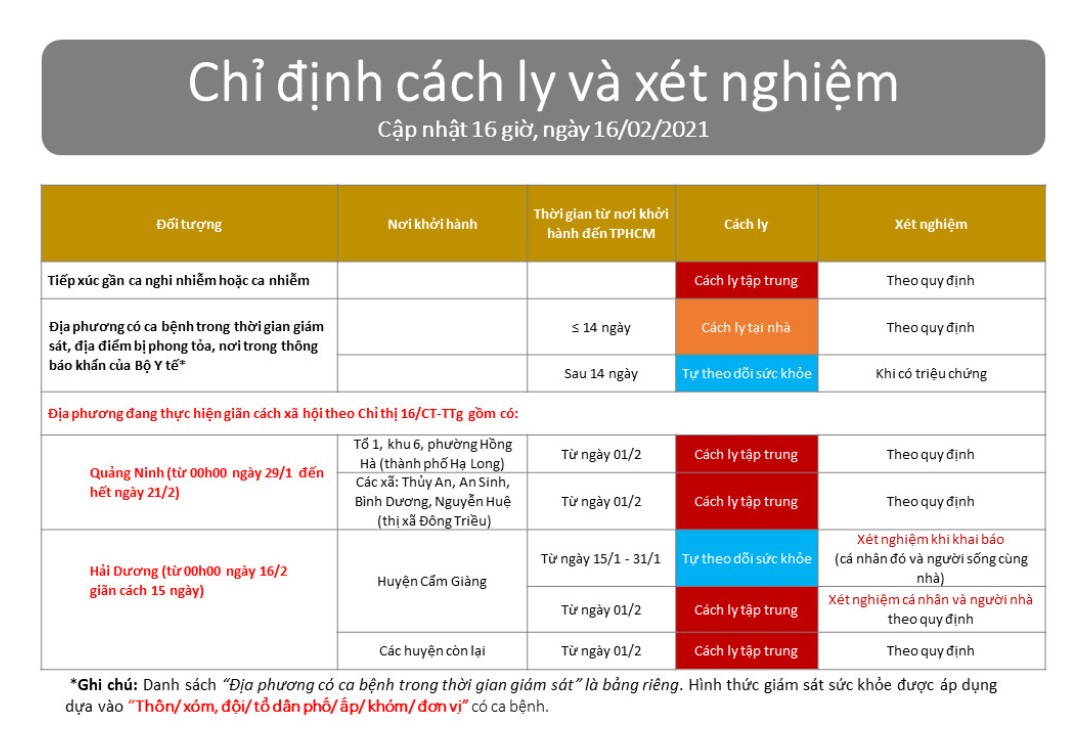 Chỉ định cách ly và xét nghiệm
Cập nhật 16 giờ, ngày 16/02/2021
Đối tượng
Nơi khởi hành
Thời gian từ nơi khởi
hành đến TPHCM
Cách ly
Xét nghiệm
Tiếp xúc gần ca nghi nhiễm hoặc ca nhiễm
Cách ly tập trung
Theo quy định
Địa phương có ca bệnh trong thời gian giám
sát, địa điểm bị phong tỏa, nơi trong thông
báo khẩn của Bộ Y tế*
≤ 14 ngày
Cách ly tại nhà
Theo quy định
Sau 14 ngày
Tự theo dõi sức khỏe
Khi có triệu chứng
Địa phương đang thực hiện giãn cách xã hội theo Chỉ thị 16/CT-TTg gồm có:
Quảng Ninh (từ 00h00 ngày 29/1 đến
hết ngày 21/2)
Tổ 1, khu 6, phường Hồng
Hà (thành phố Hạ Long)
Từ ngày 01/2
Cách ly tập trung
Theo quy định
Các xã: Thủy An, An Sinh,
Bình Dương, Nguyễn Huệ
(thị xã Đông Triều)
Từ ngày 01/2
Cách ly tập trung
Theo quy định
Hải Dương (từ 00h00 ngày 16/2
giãn cách 15 ngày)
Huyện Cẩm Giàng
Từ ngày 15/1 - 31/1
Tự theo dõi sức khỏe
Xét nghiệm khi khai báo
(cá nhân đó và người sống cùng
nhà)
Từ ngày 01/2
Cách ly tập trung
Xét nghiệm cá nhân và người nhà
theo quy định
Các huyện còn lại
Từ ngày 01/2
Cách ly tập trung
Theo quy định
*Ghi chú: Danh sách “Địa phương có ca bệnh trong thời gian giám sát” là bảng riêng. Hình thức giám sát sức khỏe được áp dụng
dựa vào “Thôn/ xóm, đội/ tổ dân phố/ ấp/ khóm/ đơn vị” có ca bệnh.